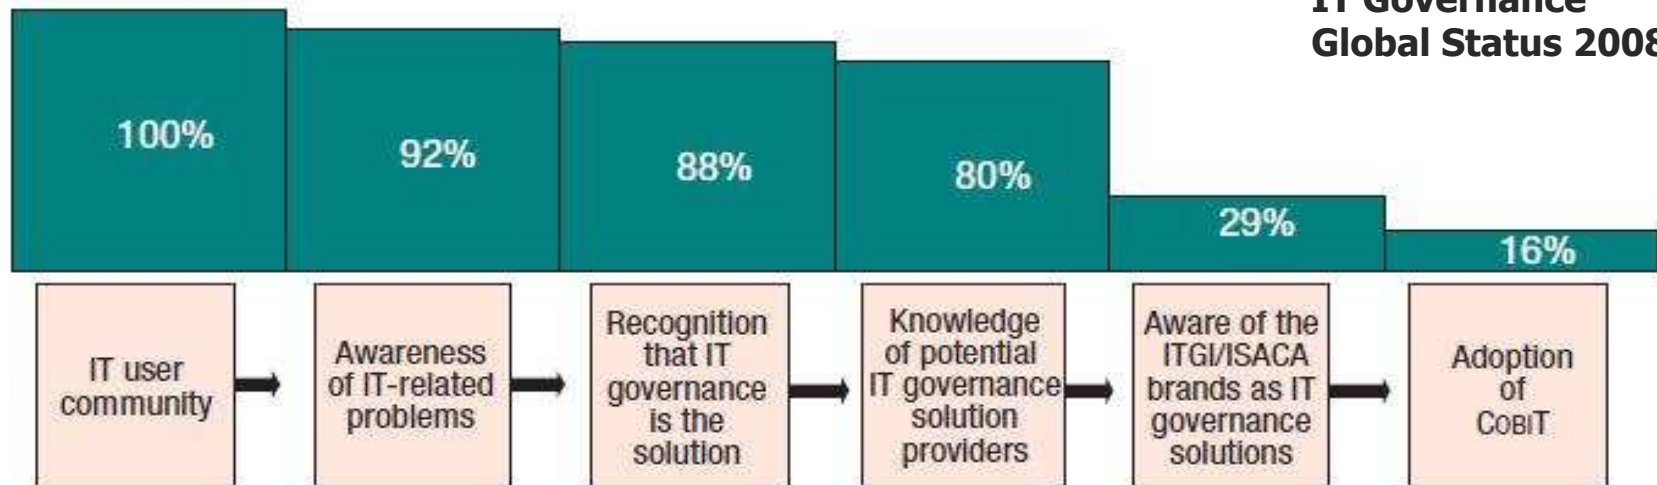 IT Governance
Global Status 2008
100%
92%
88%
80%
29%
16%
IT user
community
Awareness
of IT-related
problems
Recognition
that IT
governance
is the
solution
Knowledge
of potential
IT governance
solution
providers
Aware of the
ITGI/ISACA
brands as IT
governance
solutions
Adoption
of
COBIT